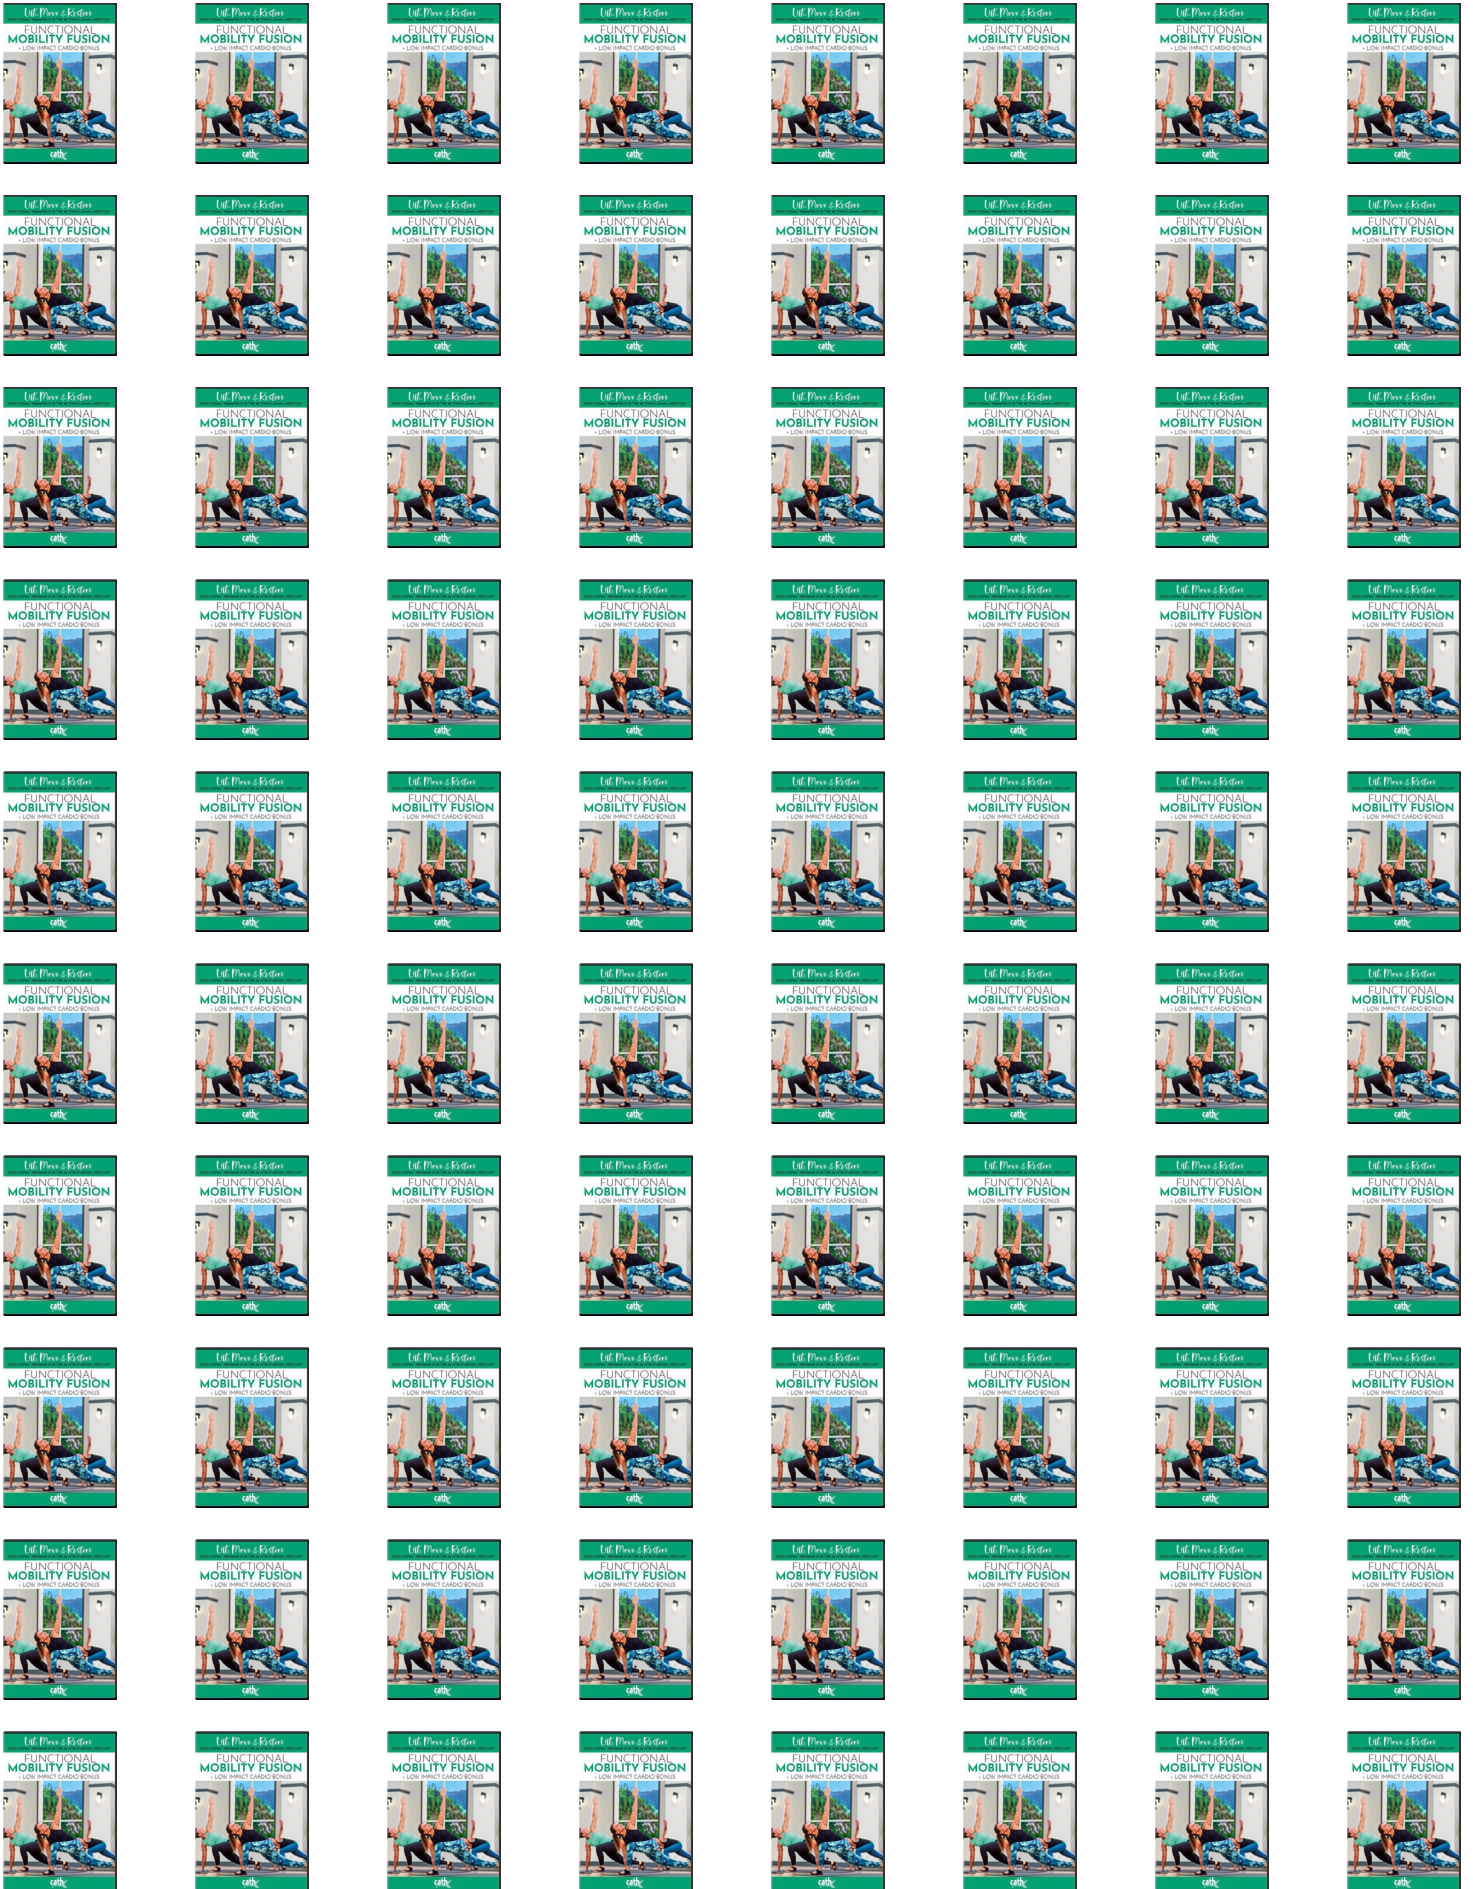 Lift, Move & Restore
FUNCTIONAL
MOBILITY FUSION
+ LOW IMPACT CARDIO BONUS
cathe